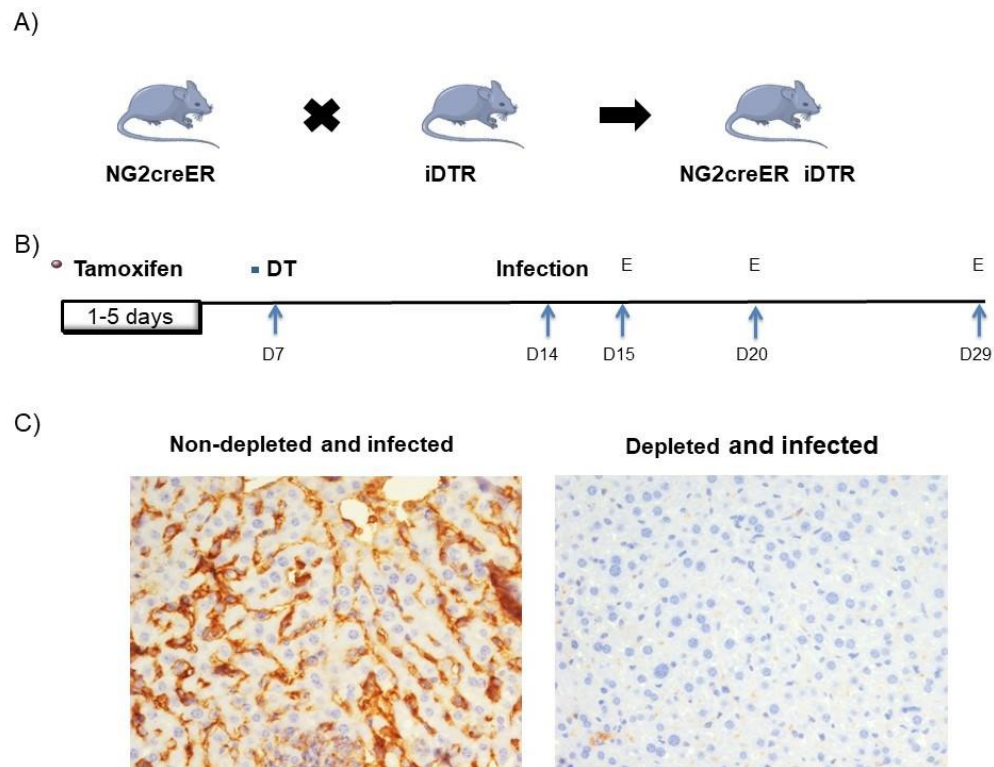 A)
NG2creER
iDTR
NG2creER iDTR
B)
Tamoxifen
DT
Infection
E
E
E
1-5 days
D7
D14
D15
D20
D29
C)
Non-depleted and infected
Depleted and infected